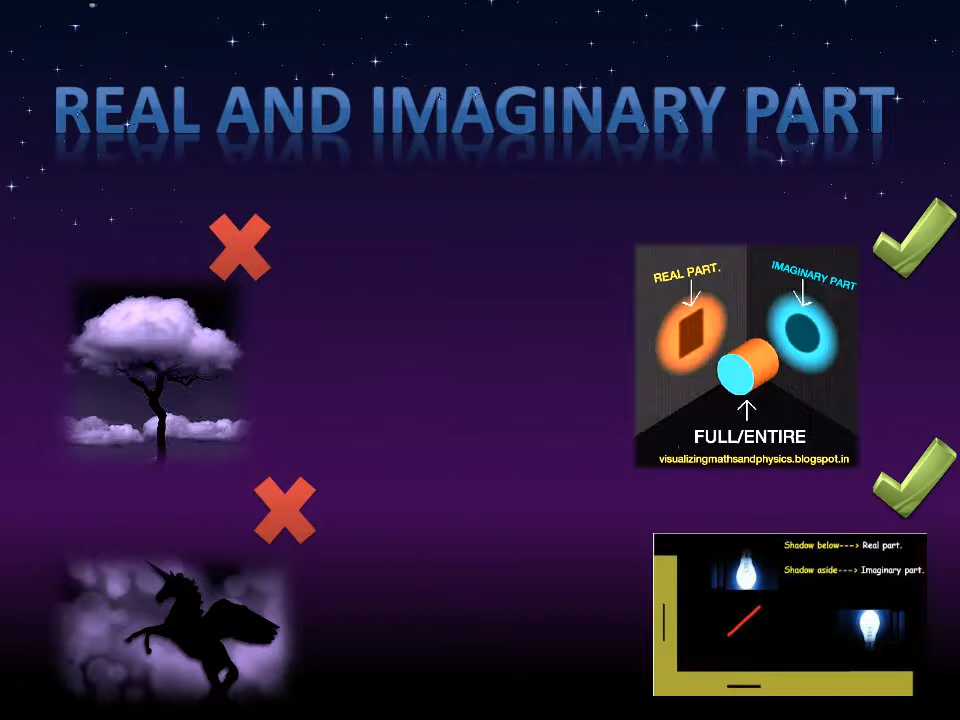 REAL AND IMAGINARY PART
REAL PART.
IMAGINARY PART
FULL/ENTIRE
visualizingmathsandphysics.blogspot.in
Shadow below---> Real part.
Shadow aside---> Imaginary part.